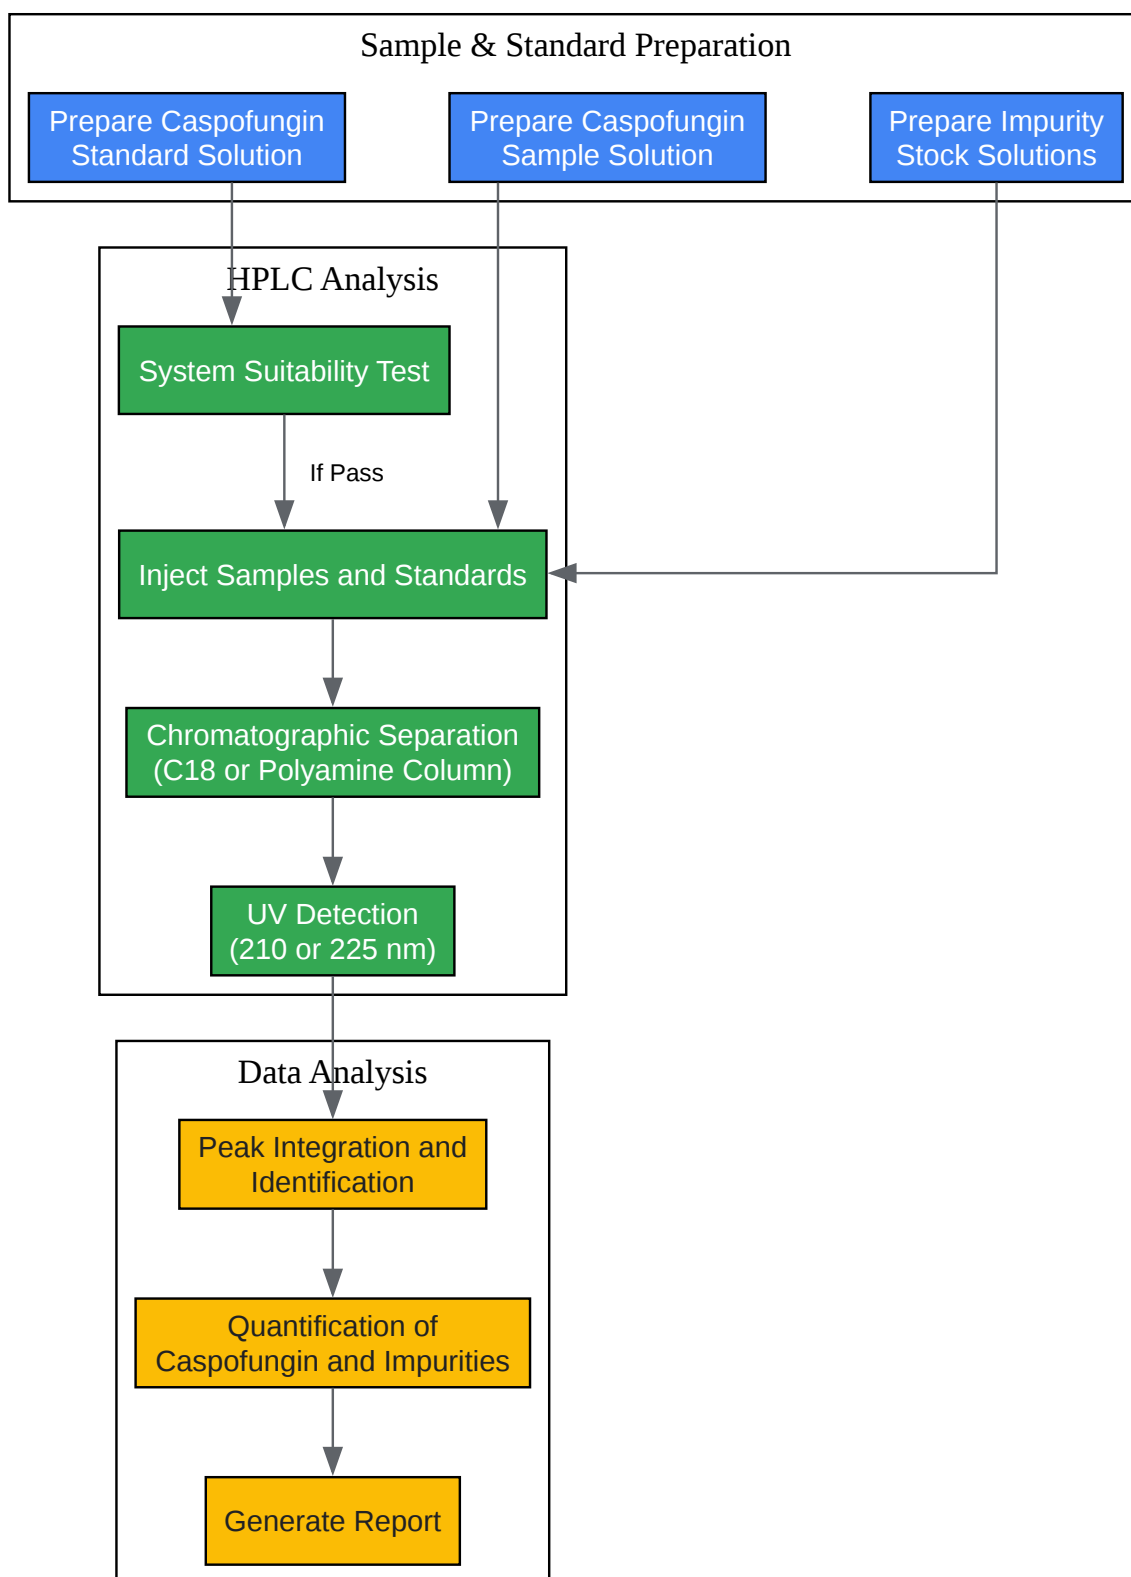 Sample & Standard Preparation
Prepare Caspofungin
Standard Solution
Prepare Caspofungin
Sample Solution
Prepare Impurity
Stock Solutions
HPLC Analysis
System Suitability Test
If Pass
Inject Samples and Standards
Chromatographic Separation
(C18 or Polyamine Column)
UV Detection
(210 or 225 nm)
Data Analysis
Peak Integration and
Identification
Quantification of
Caspofungin and Impurities
Generate Report